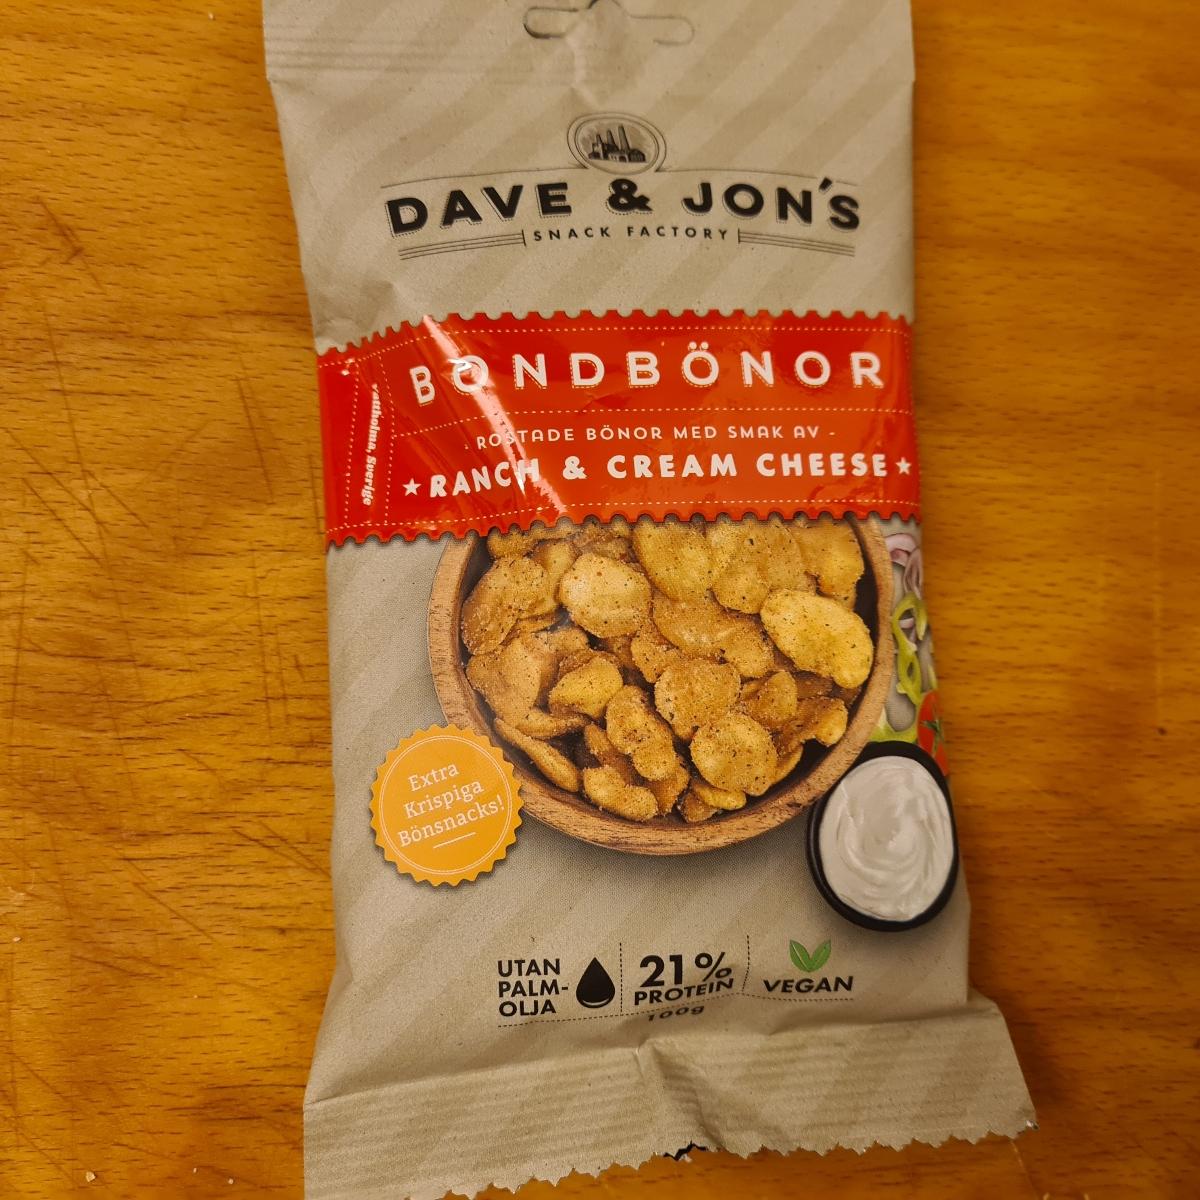 DAVE & JON'S
SNACK FACTORY
BONDBÖNOR
- ROSTADE BÖNOR MED SMAK AV -
RANCH & CREAM CHEESE
Sverige
Extra
Krispiga
Bönsnacks!
UTAN
PALM-
OLJA
21%
PROTEIN
VEGAN
100g